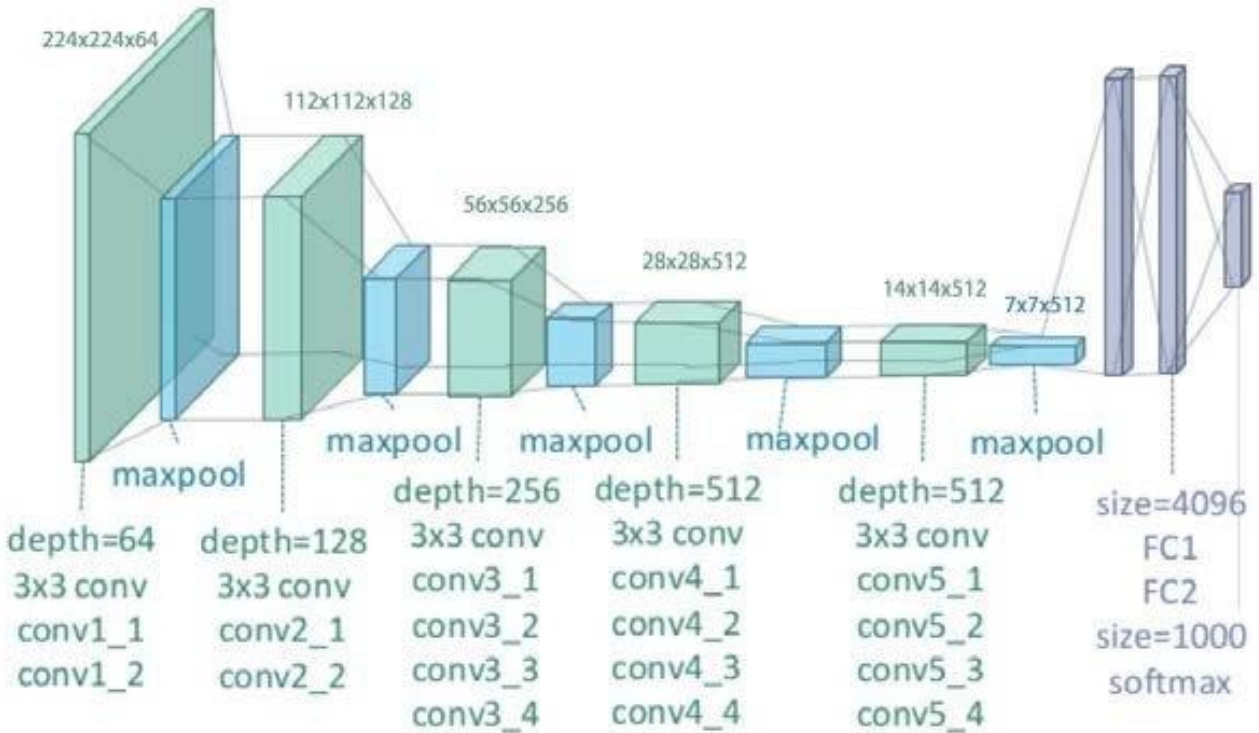 224x224x64
112x112x128
56x56x256
28x28x512
14x14x512
7x7x512
maxpool
maxpool
maxpool
maxpool
maxpool
depth=64
3x3 conv
conv1_1
conv1_2
depth=128
3x3 conv
conv2_1
conv2_2
depth=256
3x3 conv
conv3_1
conv3_2
conv3_3
conv3_4
depth=512
3x3 conv
conv4_1
conv4_2
conv4_3
conv4_4
depth=512
3x3 conv
conv5_1
conv5_2
conv5_3
conv5_4
size=4096
FC1
FC2
size=1000
softmax